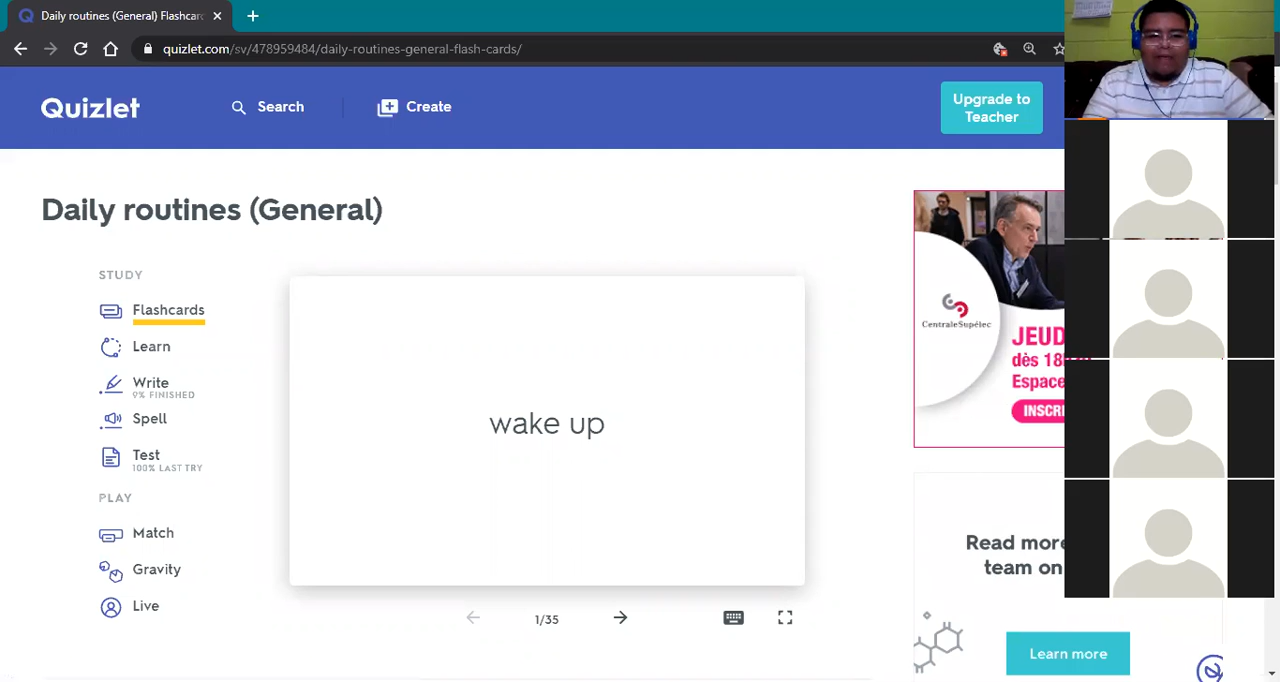 Daily routines (General) Flashcar
quizlet.com/sv/478959484/daily-routines-general-flash-cards/
Quizlet
Search
Create
Upgrade to
Teacher
Daily routines (General)
STUDY
Flashcards
Learn
Write
9% FINISHED
Spell
Test
100% LAST TRY
PLAY
Match
Gravity
Live
wake up
1/35
CentraleSupélec
JEUD
dès 18
Espace
INSCRI
Read more
team on
Learn more